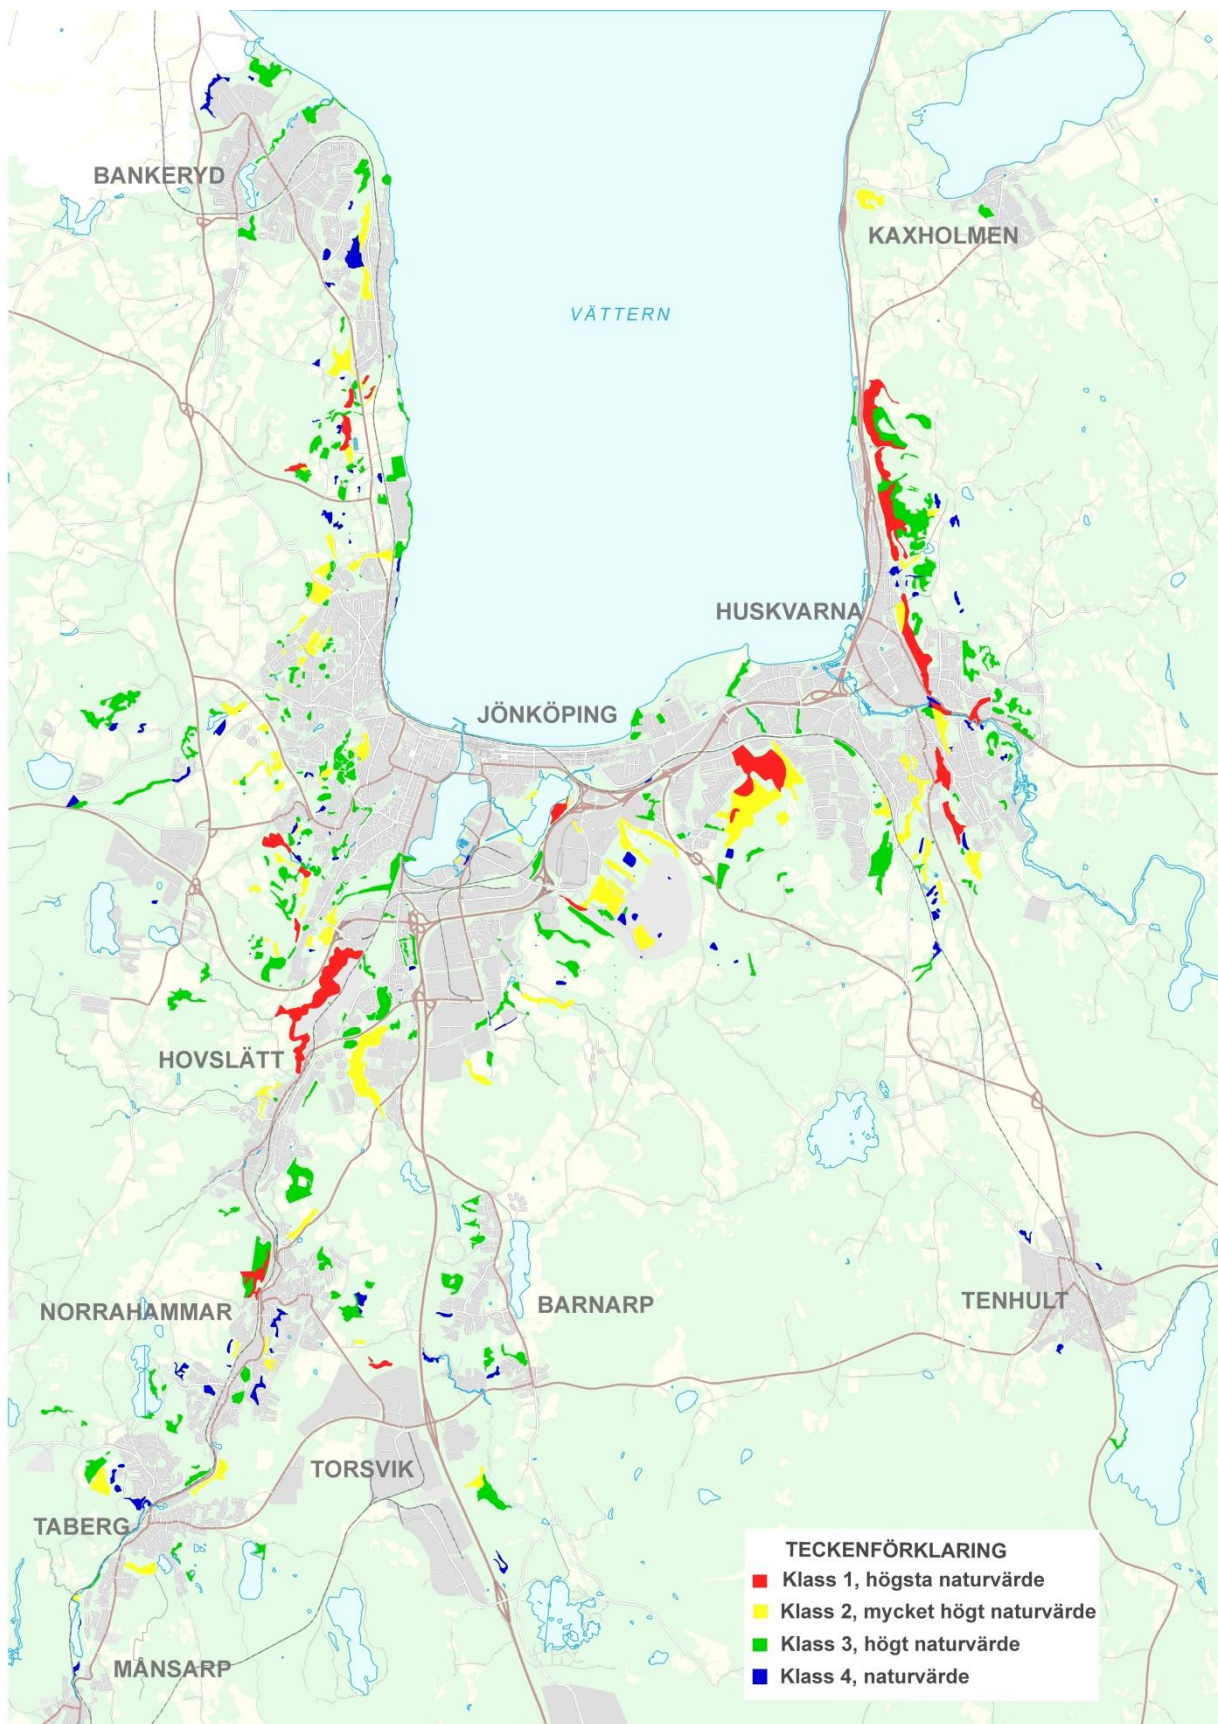 BANKERYD
KAXHOLMEN
VÄTTERN
HUSKVARNA
JÖNKÖPING
HOVSLÄTT
NORRAHAMMAR
BARNARP
TENHULT
TORSVIK
TABERG
MÅNSARP
TECKENFÖRKLARING
Klass 1, högsta naturvärde
Klass 2, mycket högt naturvärde
Klass 3, högt naturvärde
Klass 4, naturvärde